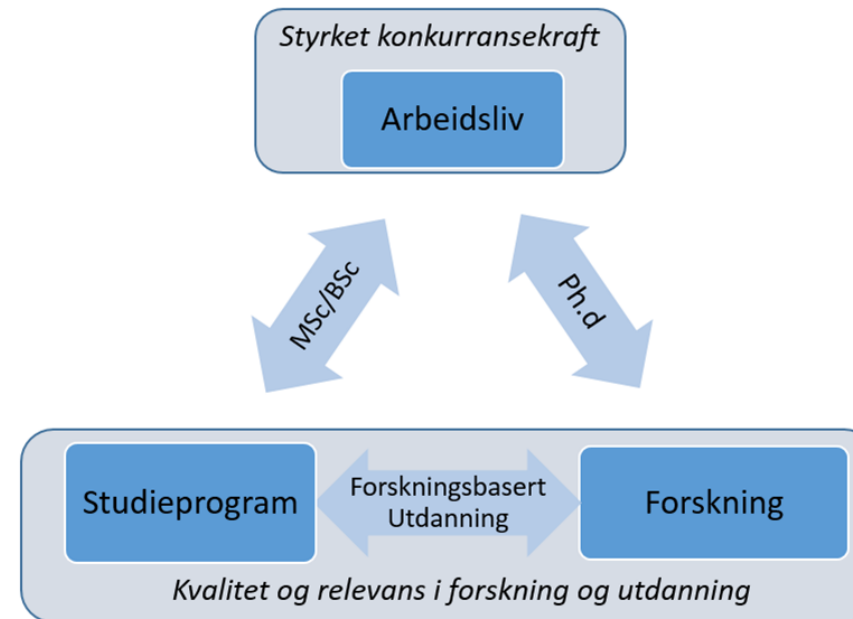 Styrket konkurransekraft
Arbeidsliv
MSc/BSc
Ph.d
Studieprogram
Forskningsbasert
Utdanning
Forskning
Kvalitet og relevans i forskning og utdanning